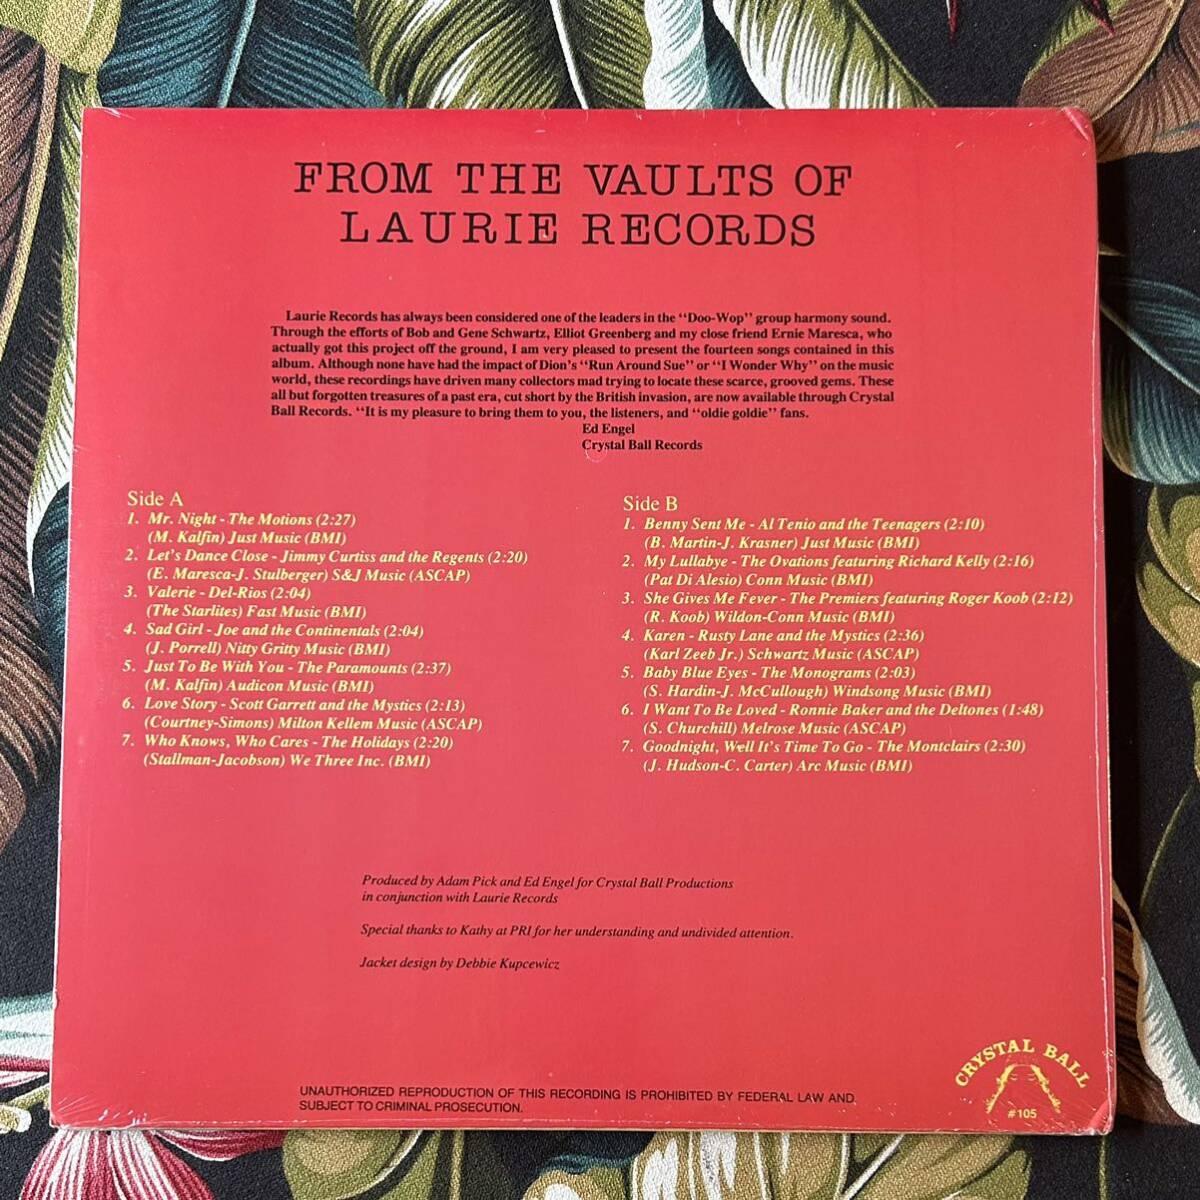 FROM THE VAULTS OF
LAURIE RECORDS
Laurie Records has always been considered one of the leaders in the "Doo-Wop" group harmony sound.
Through the efforts of Bob and Gene Schwartz, Elliot Greenberg and my close friend Ernie Maresca, who
actually got this project off the ground, I am very pleased to present the fourteen songs contained in this
album. Although none have had the impact of Dion's "Run Around Sue" or "I Wonder Why" on the music
world, these recordings have driven many collectors mad trying to locate these scarce, grooved gems. These
all but forgotten treasures of a past era, cut short by the British invasion, are now available through Crystal
Ball Records. "It is my pleasure to bring them to you, the listeners, and "oldie goldie" fans.
Ed Engel
Crystal Ball Records
Side A
1. Mr. Night - The Motions (2:27)
(M. Kalfin) Just Music (BMI)
2. Let's Dance Close - Jimmy Curtiss and the Regents (2:20)
(E. Maresca-J. Stulberger) S&J Music (ASCAP)
3. Valerie - Del-Rios (2:04)
(The Starlites) Fast Music (BMI)
4. Sad Girl - Joe and the Continentals (2:04)
(J. Porrell) Nitty Gritty Music (BMI)
5. Just To Be With You - The Paramounts (2:37)
(M. Kalfin) Audicon Music (BMI)
6. Love Story - Scott Garrett and the Mystics (2:13)
(Courtney-Simons) Milton Kellem Music (ASCAP)
7. Who Knows, Who Cares - The Holidays (2:20)
(Stallman-Jacobson) We Three Inc. (BMI)
Side B
1. Benny Sent Me - Al Tenio and the Teenagers (2:10)
(B. Martin-J. Krasner) Just Music (BMI)
2. My Lullabye - The Ovations featuring Richard Kelly (2:16)
(Pat Di Alesio) Conn Music (BMI)
3. She Gives Me Fever - The Premiers featuring Roger Koob (2:12)
(R. Koob) Wildon-Conn Music (BMI)
4. Karen - Rusty Lane and the Mystics (2:36)
(Karl Zeeb Jr.) Schwartz Music (ASCAP)
5. Baby Blue Eyes - The Monograms (2:03)
(S. Hardin-J. McCullough) Windsong Music (BMI)
6. I Want To Be Loved - Ronnie Baker and the Deltones (1:48)
(S. Churchill) Melrose Music (ASCAP)
7. Goodnight, Well It's Time To Go - The Montclairs (2:30)
(J. Hudson-C. Carter) Arc Music (BMI)
Produced by Adam Pick and Ed Engel for Crystal Ball Productions
in conjunction with Laurie Records
Special thanks to Kathy at PRI for her understanding and undivided attention.
Jacket design by Debbie Kupcewicz
CRYSTAL BALL
#105
UNAUTHORIZED REPRODUCTION OF THIS RECORDING IS PROHIBITED BY FEDERAL LAW AND
SUBJECT TO CRIMINAL PROSECUTION.